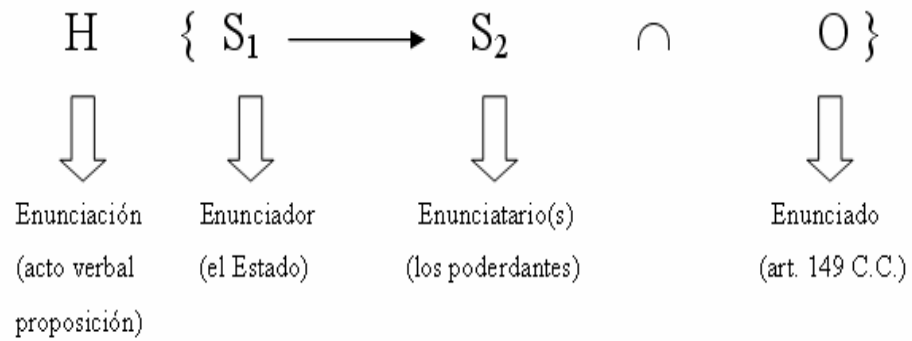 H { S₁ ⟶ S₂ ∩ O }
Enunciación Enunciador Enunciatario(s) Enunciado
(acto verbal (el Estado) (los poderdantes) (art. 149 C.C.)
proposición)